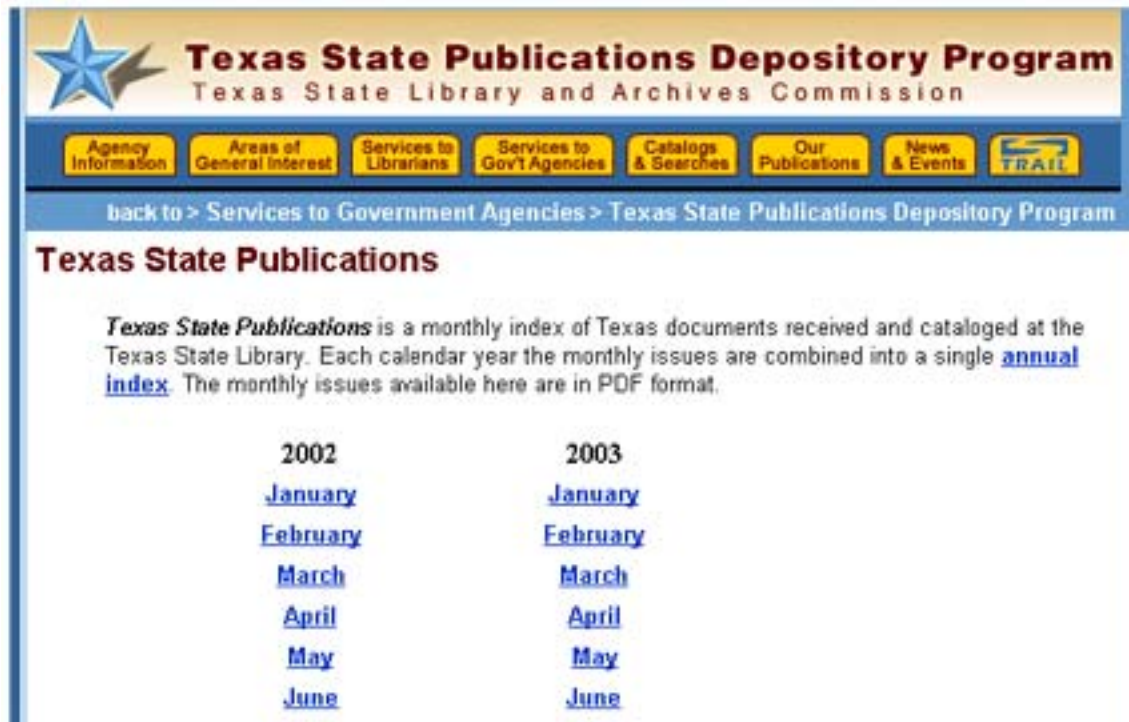 Texas State Publications Depository Program
Texas State Library and Archives Commission
Agency Information
Areas of General Interest
Services to Librarians
Services to Gov't Agencies
Catalogs & Searches
Our Publications
News & Events
TRAIL
back to > Services to Government Agencies > Texas State Publications Depository Program
Texas State Publications
Texas State Publications is a monthly index of Texas documents received and cataloged at the
Texas State Library. Each calendar year the monthly issues are combined into a single annual
index. The monthly issues available here are in PDF format.
2002 2003
January January
February February
March March
April April
May May
June June